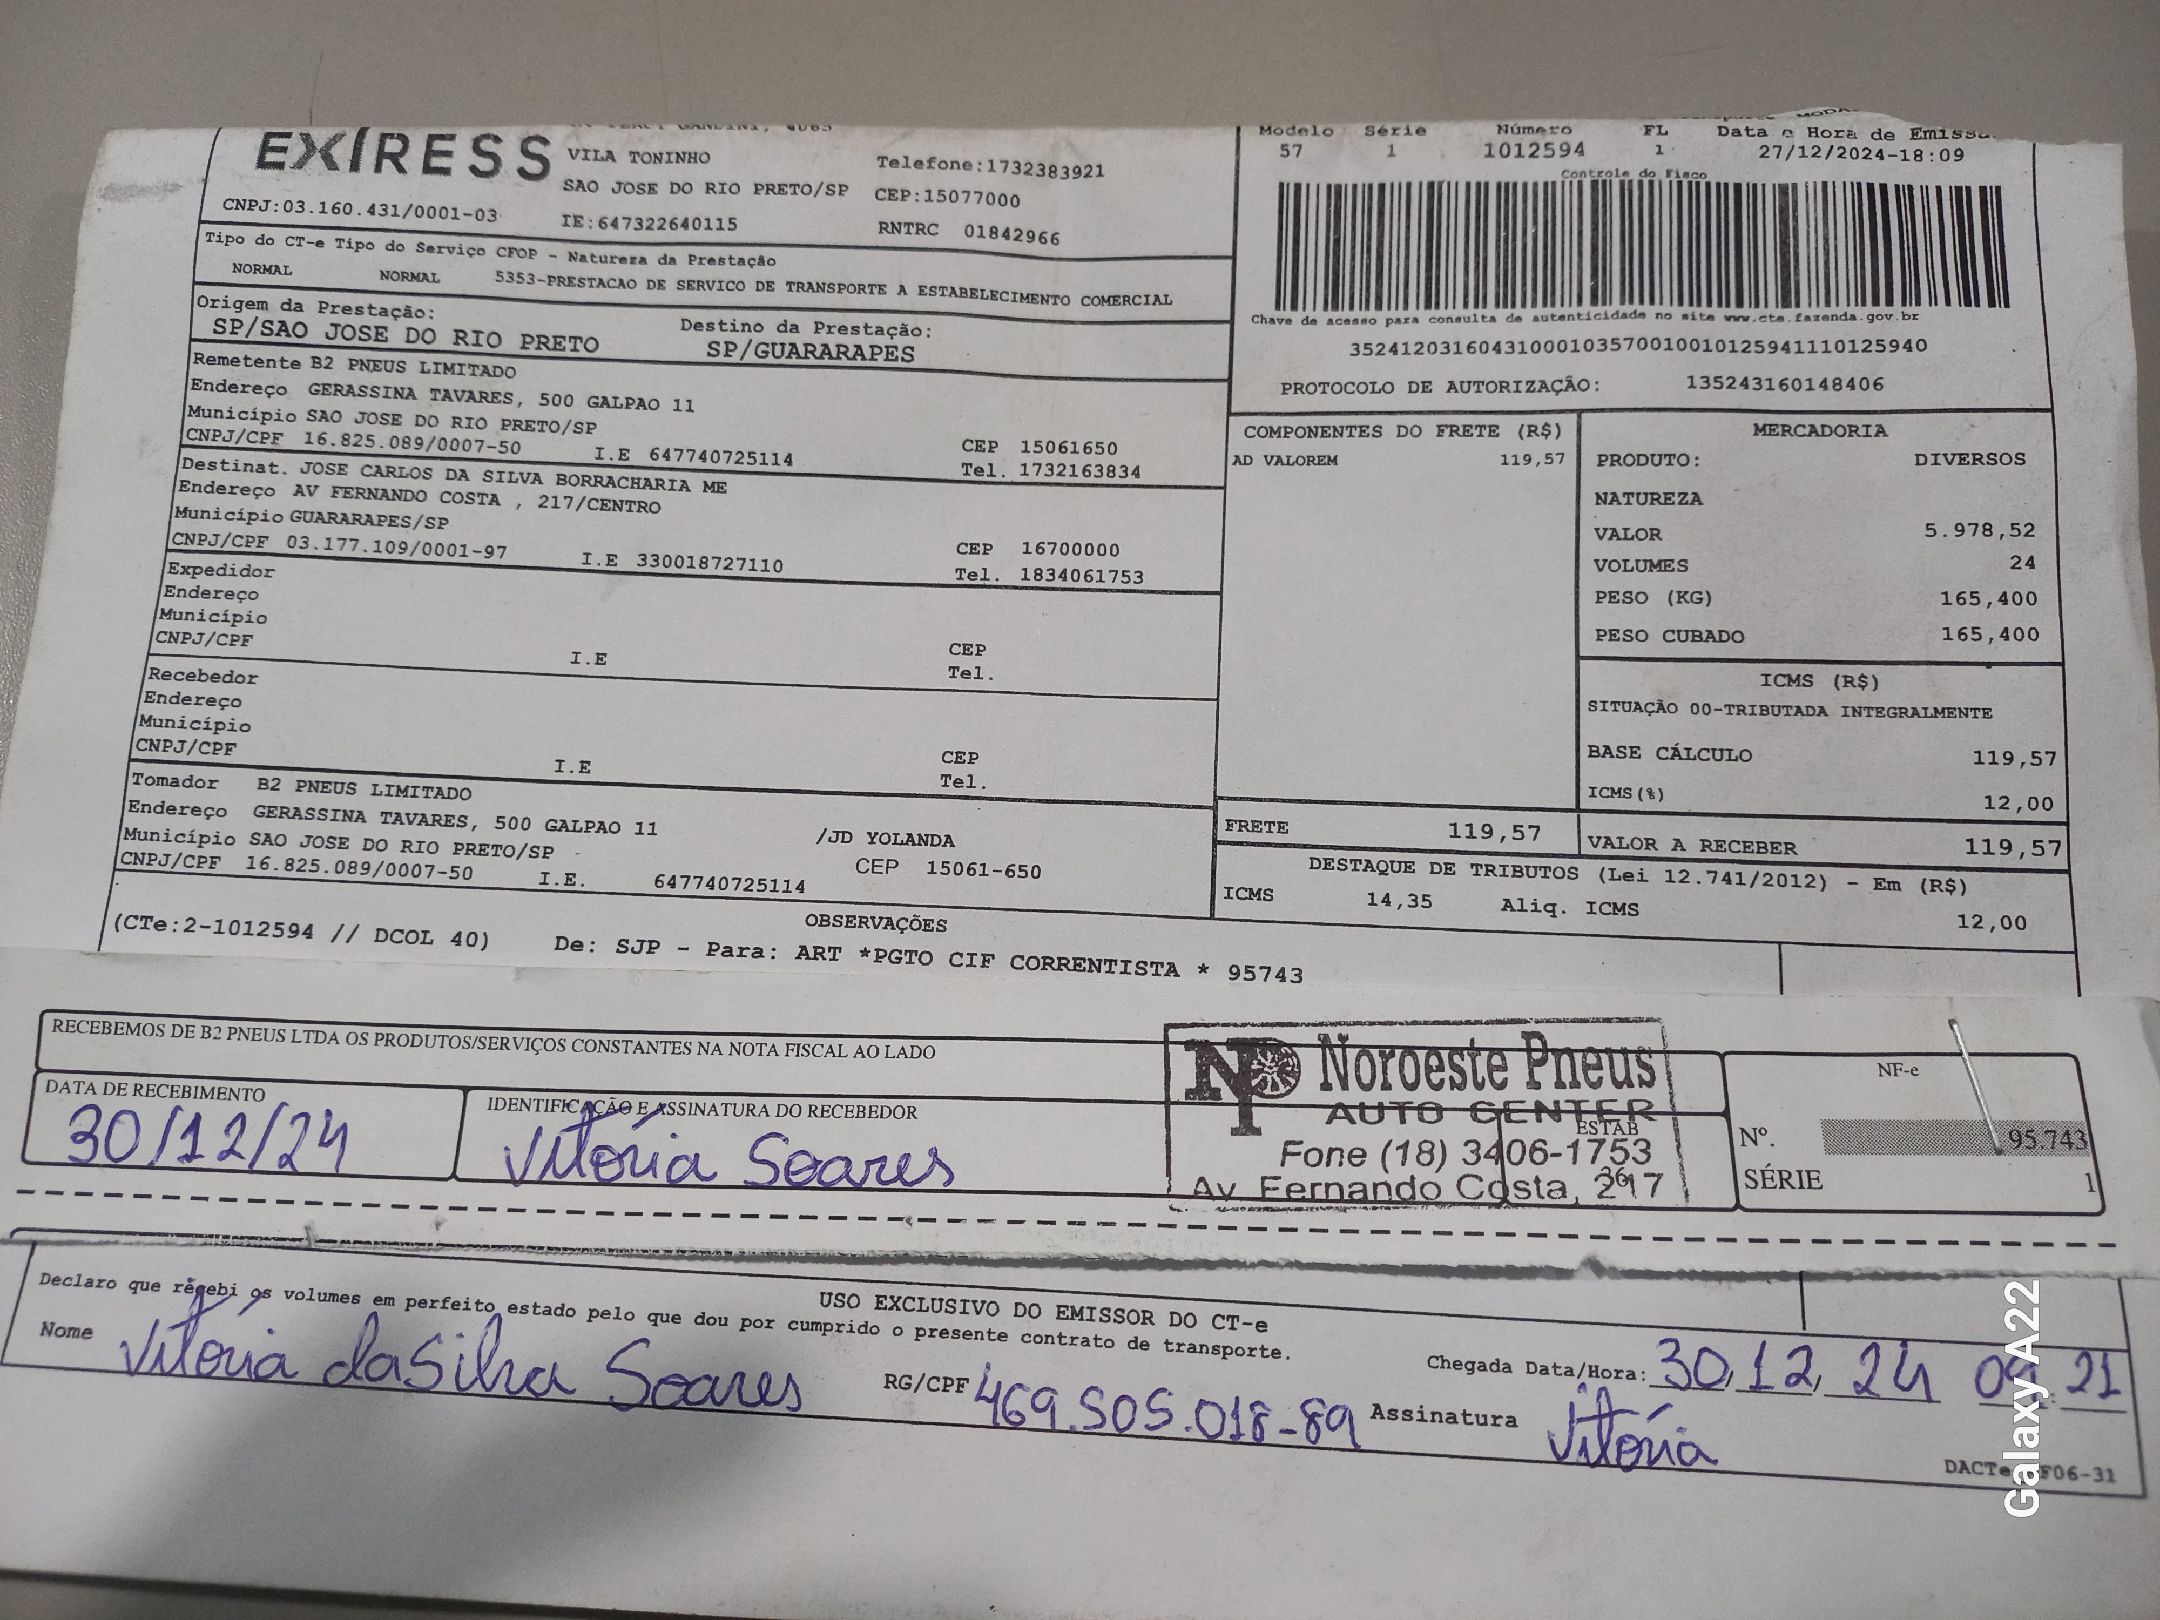 EXIRESS
VILA TONINHO
SAO JOSE DO RIO PRETO/SP
Telefone:1732383921
CEP:15077000
CNPJ:03.160.431/0001-03
IE:647322640115
RNTRC 01842966
Modelo Série Número FL Data e Hora de
57 1 1012594 1 27/12/2024-18:09
Controle do Fisco
Chave de acesso para consulta de autenticidade no site www.cte.fazenda.gov.br
35241203160431000103570010010125941110125940
PROTOCOLO DE AUTORIZAÇÃO: 135243160148406
Tipo do CT-e Tipo do Serviço CFOP - Natureza da Prestação
NORMAL NORMAL 5353-PRESTACAO DE SERVICO DE TRANSPORTE A ESTABELECIMENTO COMERCIAL
Origem da Prestação: Destino da Prestação:
SP/SAO JOSE DO RIO PRETO SP/GUARARAPES
Remetente B2 PNEUS LIMITADO
Endereço GERASSINA TAVARES, 500 GALPAO 11
Município SAO JOSE DO RIO PRETO/SP CEP 15061650
CNPJ/CPF 16.825.089/0007-50 I.E 647740725114 Tel. 1732163834
Destinat. JOSE CARLOS DA SILVA BORRACHARIA ME
Endereço AV FERNANDO COSTA , 217/CENTRO
Município GUARARAPES/SP CEP 16700000
CNPJ/CPF 03.177.109/0001-97 I.E 330018727110 Tel. 1834061753
Expedidor
Endereço
Município CEP
CNPJ/CPF I.E Tel.
Recebedor
Endereço
Município CEP
CNPJ/CPF I.E Tel.
Tomador B2 PNEUS LIMITADO
Endereço GERASSINA TAVARES, 500 GALPAO 11 /JD YOLANDA
Município SAO JOSE DO RIO PRETO/SP CEP 15061-650
CNPJ/CPF 16.825.089/0007-50 I.E. 647740725114
COMPONENTES DO FRETE (R$)
AD VALOREM 119,57
MERCADORIA
PRODUTO: DIVERSOS
NATUREZA
VALOR 5.978,52
VOLUMES 24
PESO (KG) 165,400
PESO CUBADO 165,400
ICMS (R$)
SITUAÇÃO 00-TRIBUTADA INTEGRALMENTE
BASE CÁLCULO 119,57
ICMS(%) 12,00
FRETE 119,57 VALOR A RECEBER 119,57
DESTAQUE DE TRIBUTOS (Lei 12.741/2012) - Em (R$)
ICMS 14,35 Aliq. ICMS 12,00
OBSERVAÇÕES
(CTe:2-1012594 // DCOL 40) De: SJP - Para: ART *PGTO CIF CORRENTISTA * 95743
RECEBEMOS DE B2 PNEUS LTDA OS PRODUTOS/SERVIÇOS CONSTANTES NA NOTA FISCAL AO LADO
DATA DE RECEBIMENTO
30/12/24
IDENTIFICAÇÃO E ASSINATURA DO RECEBEDOR
Vitória Soares
ESTAB
36
NP Noroeste Pneus
AUTO CENTER
Fone (18) 3406-1753
Av. Fernando Costa, 217
NF-e
Nº. 95.743
SÉRIE 1
USO EXCLUSIVO DO EMISSOR DO CT-e
Declaro que recebi os volumes em perfeito estado pelo que dou por cumprido o presente contrato de transporte.
Nome Vitória da Silva Soares RG/CPF 469.505.018-89
Chegada Data/Hora: 30,12, 24 09:21
Assinatura Vitória
Galaxy A22